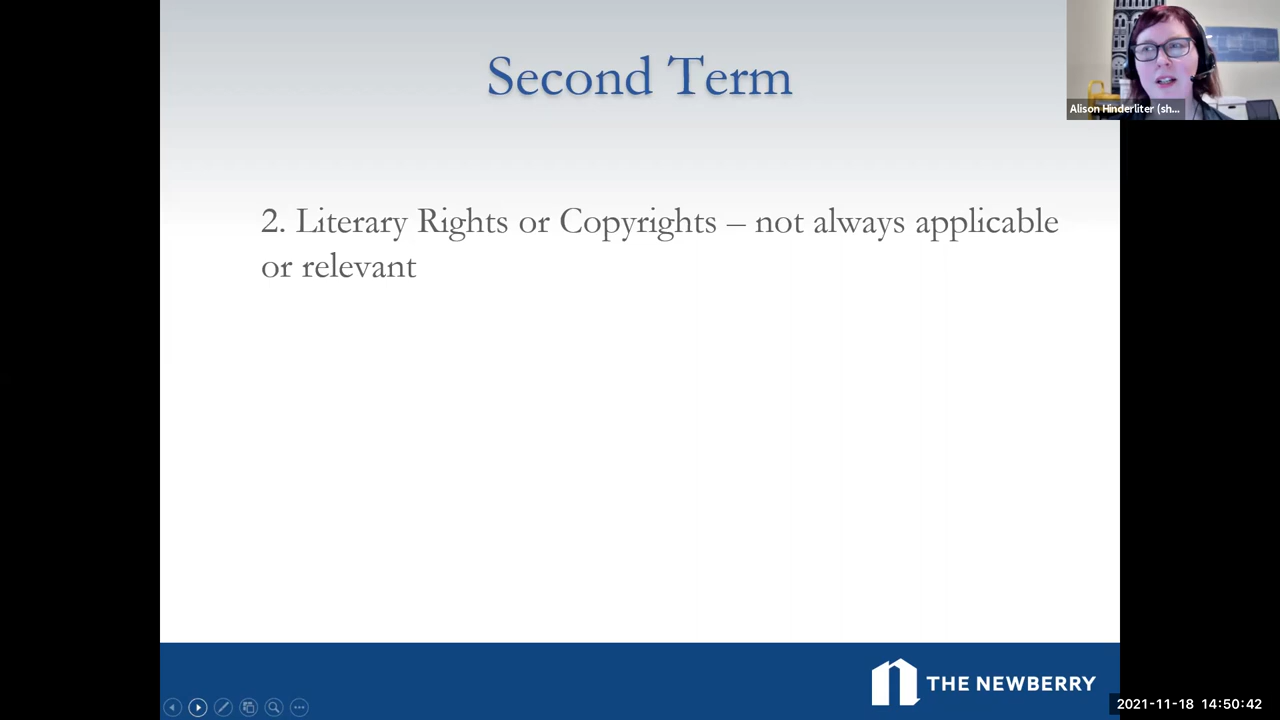 Second Term
Alison Hinderliter (sh...
2. Literary Rights or Copyrights – not always applicable
or relevant
THE NEWBERRY
2021-11-18 14:50:42